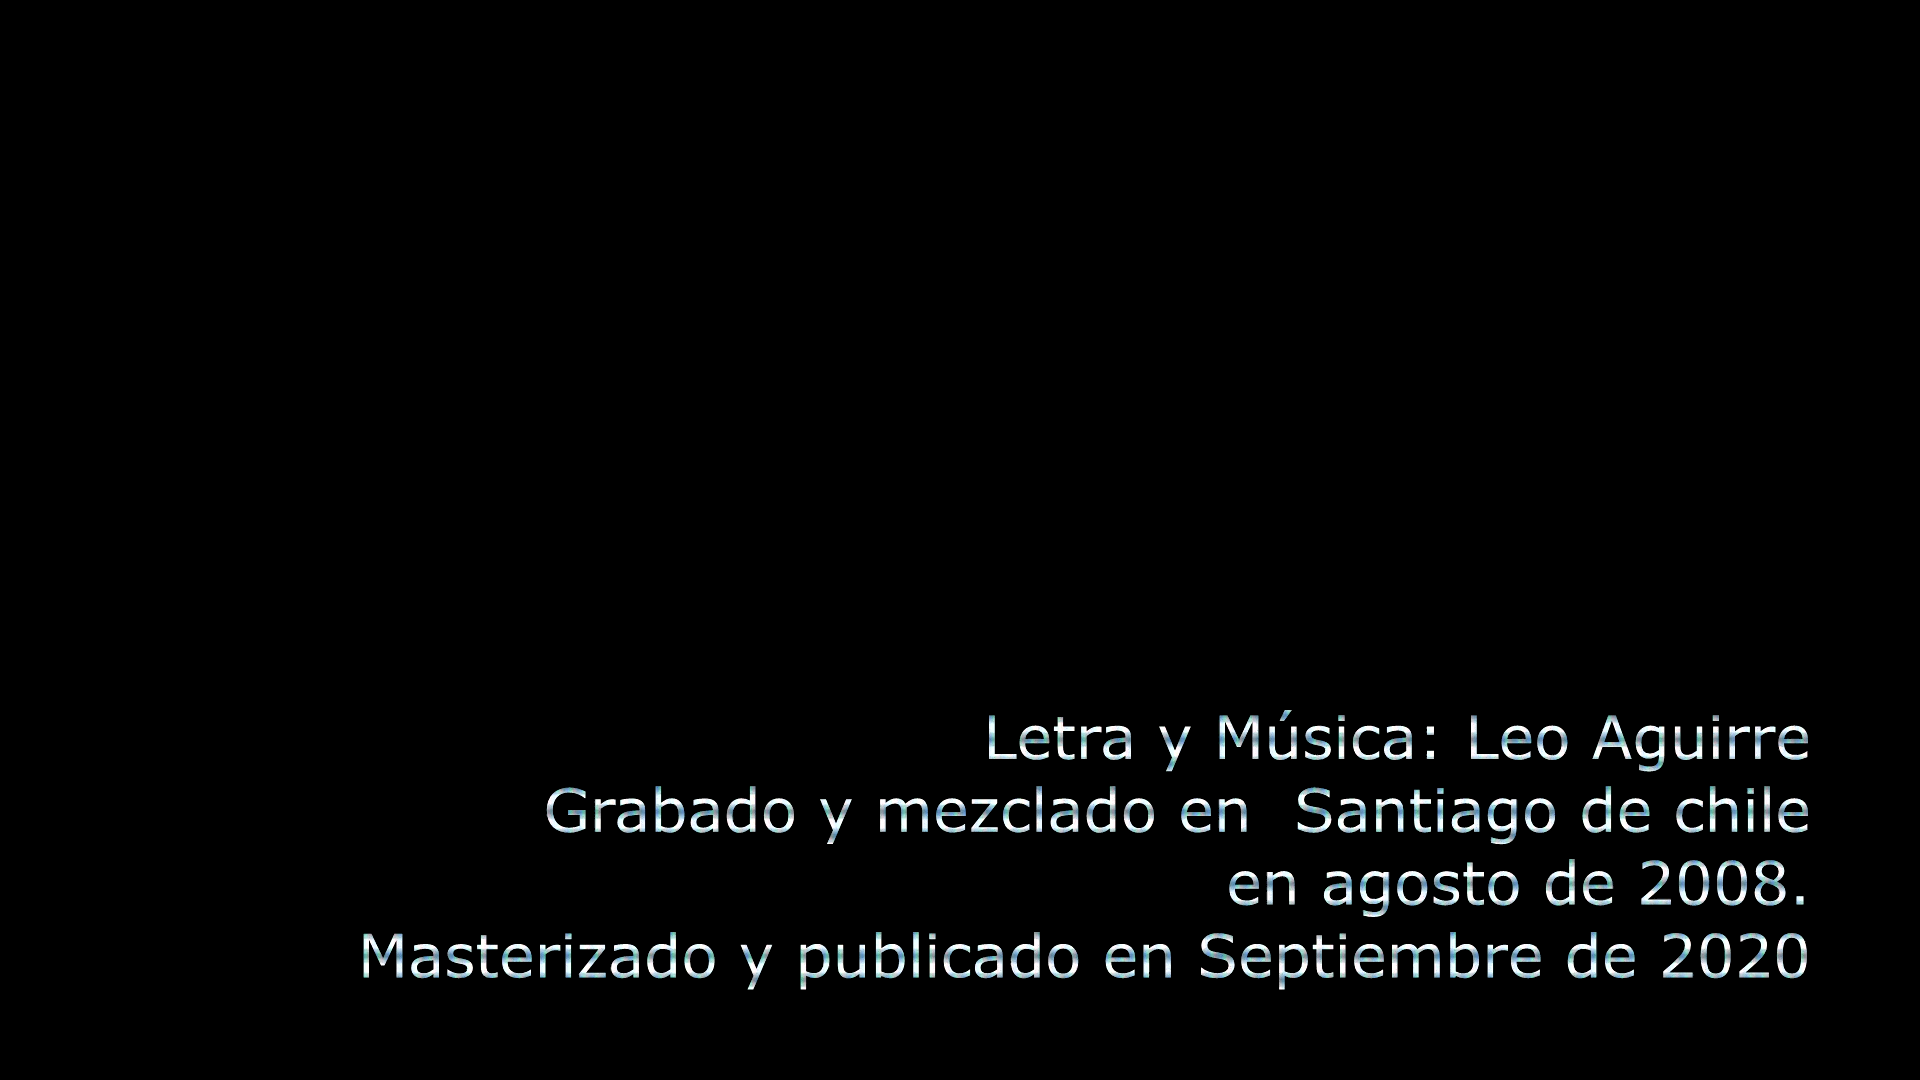 Letra y Música: Leo Aguirre
Grabado y mezclado en  Santiago de chile
en agosto de 2008.
Masterizado y publicado en Septiembre de 2020